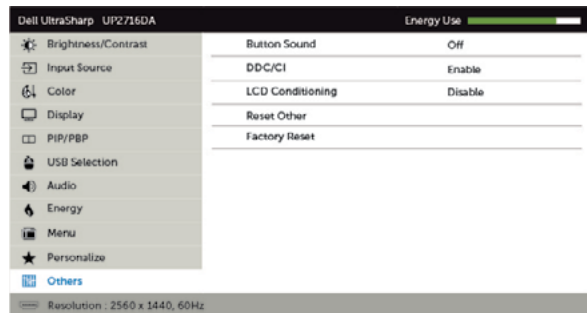 Dell UltraSharp UP2716DA Energy Use
Brightness/Contrast Button Sound Off
Input Source DDC/CI Enable
Color LCD Conditioning Disable
Display Reset Other
PIP/PBP Factory Reset
USB Selection
Audio
Energy
Menu
Personalize
Others
Resolution : 2560 x 1440, 60Hz